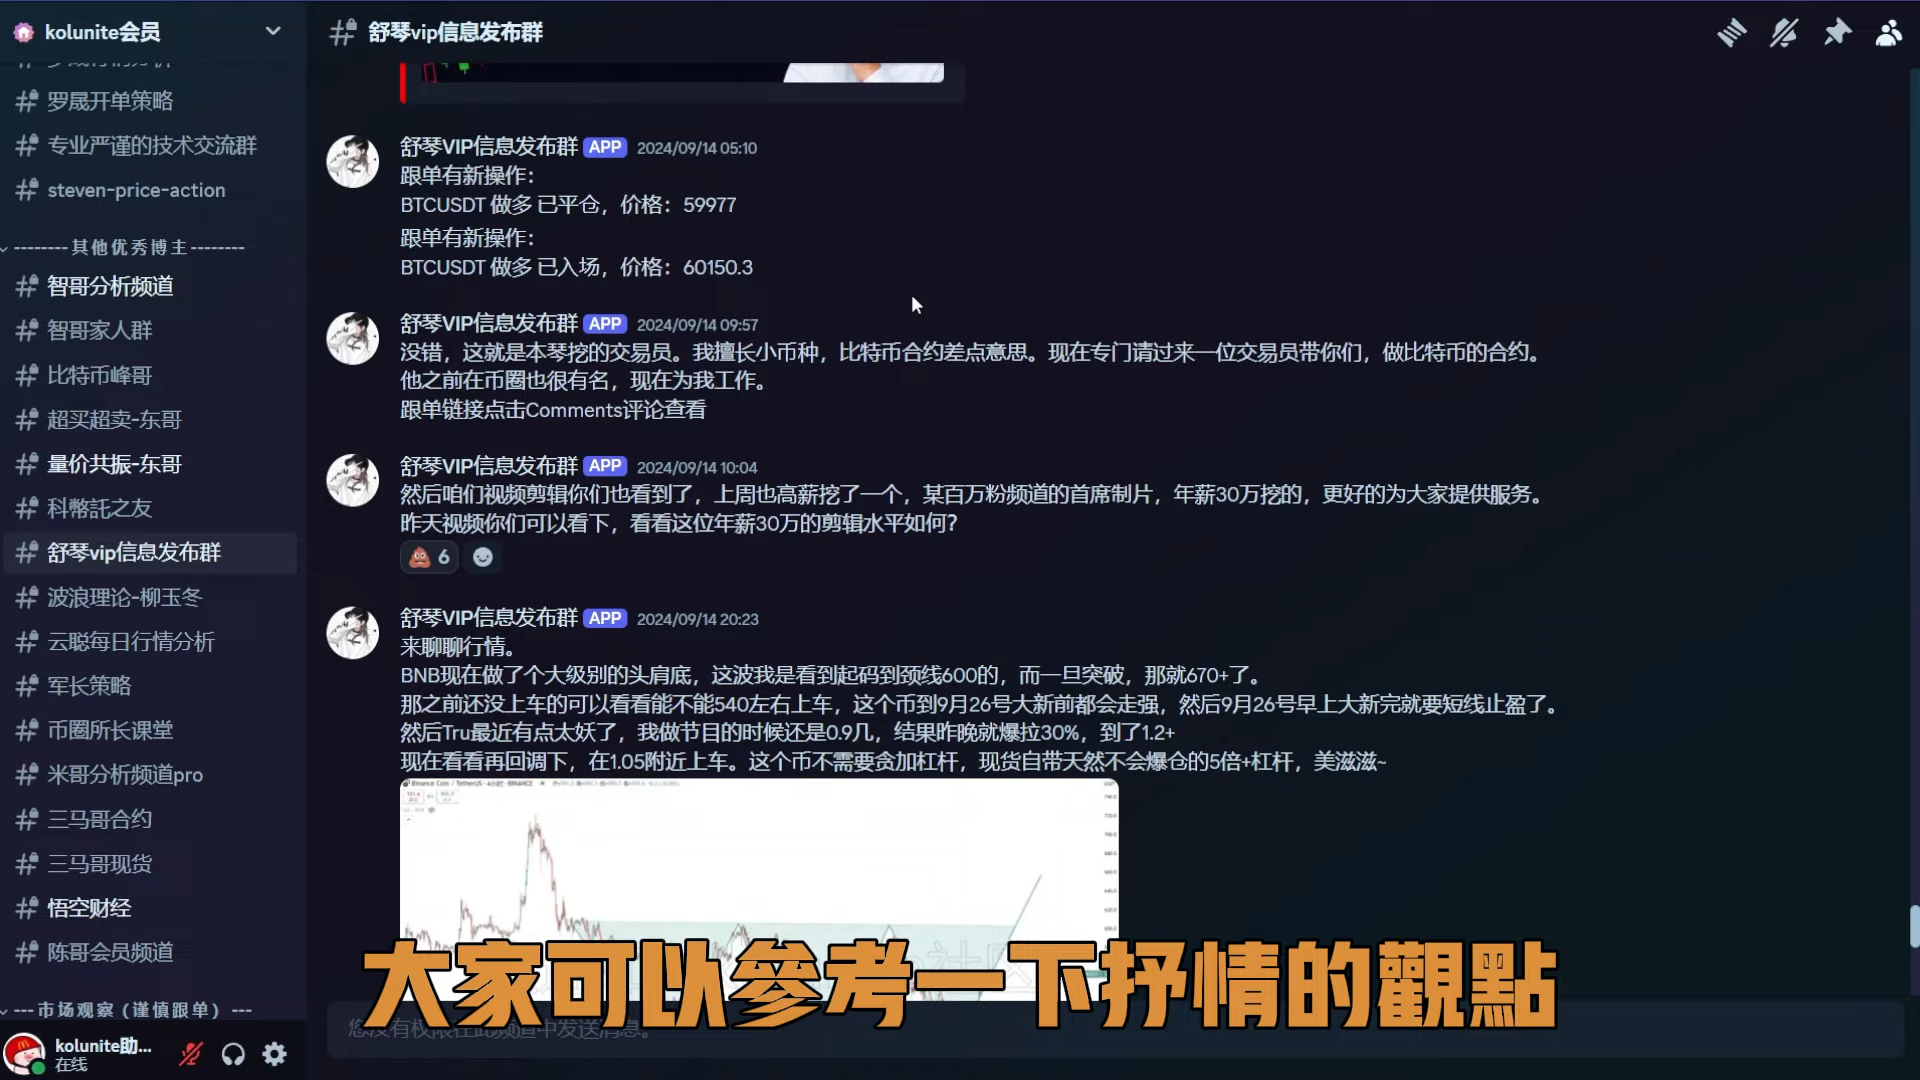 kolunite会员
罗晟开单策略
专业严谨的技术交流群
steven-price-action
--------其他优秀博主--------
智哥分析频道
智哥家人群
比特币峰哥
超买超卖-东哥
量价共振-东哥
科幣託之友
舒琴vip信息发布群
波浪理论-柳玉冬
云聪每日行情分析
军长策略
币圈所长课堂
米哥分析频道pro
三马哥合约
三马哥现货
悟空财经
陈哥会员频道
---市场观察（谨慎跟单）---
kolunite助...
在线
舒琴vip信息发布群
舒琴VIP信息发布群 APP 2024/09/14 05:10
跟单有新操作：
BTCUSDT 做多 已平仓，价格：59977
跟单有新操作：
BTCUSDT 做多 已入场，价格：60150.3
舒琴VIP信息发布群 APP 2024/09/14 09:57
没错，这就是本琴挖的交易员。我擅长小币种，比特币合约差点意思。现在专门请过来一位交易员带你们，做比特币的合约。
他之前在币圈也很有名，现在为我工作。
跟单链接点击Comments评论查看
舒琴VIP信息发布群 APP 2024/09/14 10:04
然后咱们视频剪辑你们也看到了，上周也高薪挖了一个，某百万粉频道的首席制片，年薪30万挖的，更好的为大家提供服务。
昨天视频你们可以看下，看看这位年薪30万的剪辑水平如何？
6
舒琴VIP信息发布群 APP 2024/09/14 20:23
来聊聊行情。
BNB现在做了个大级别的头肩底，这波我是看到起码到颈线600的，而一旦突破，那就670+了。
那之前还没上车的可以看看能不能540左右上车，这个币到9月26号大新前都会走强，然后9月26号早上大新完就要短线止盈了。
然后Tru最近有点太妖了，我做节目的时候还是0.9几，结果昨晚就爆拉30%，到了1.2+
现在看看再回调下，在1.05附近上车。这个币不需要贪加杠杆，现货自带天然不会爆仓的5倍+杠杆，美滋滋~
Binance Coin / TetherUS · 4小时 · BINANCE
大家可以參考一下抒情的觀點
您没有权限在此频道中发送消息。